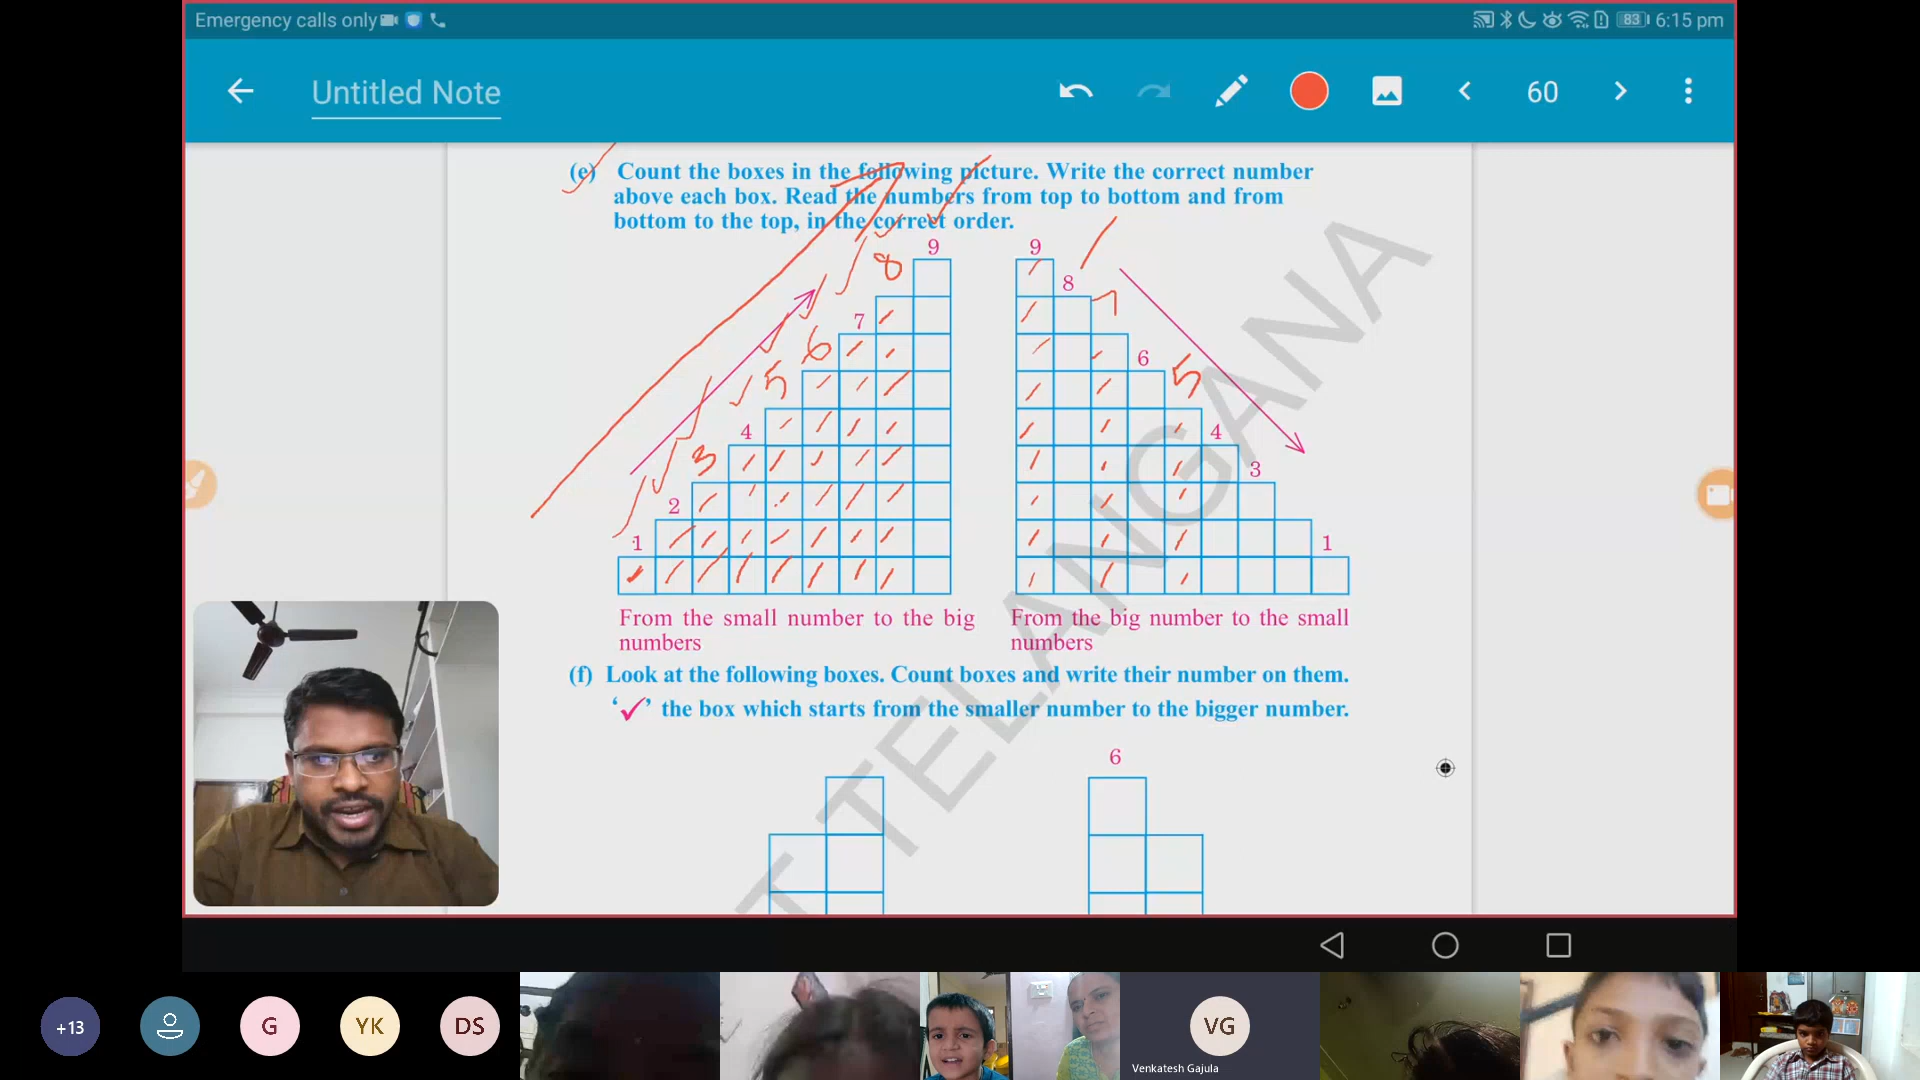 Emergency calls only
83 6:15 pm
Untitled Note
60
(e) Count the boxes in the following picture. Write the correct number
above each box. Read the numbers from top to bottom and from
bottom to the top, in the correct order.
1 2 3 4 5 6 7 8 9
9 8 7 6 5 4 3 1
From the small number to the big
numbers
From the big number to the small
numbers
(f) Look at the following boxes. Count boxes and write their number on them.
‘✓’ the box which starts from the smaller number to the bigger number.
6
T TELANGANA
+13
G
YK
DS
VG
Venkatesh Gajula